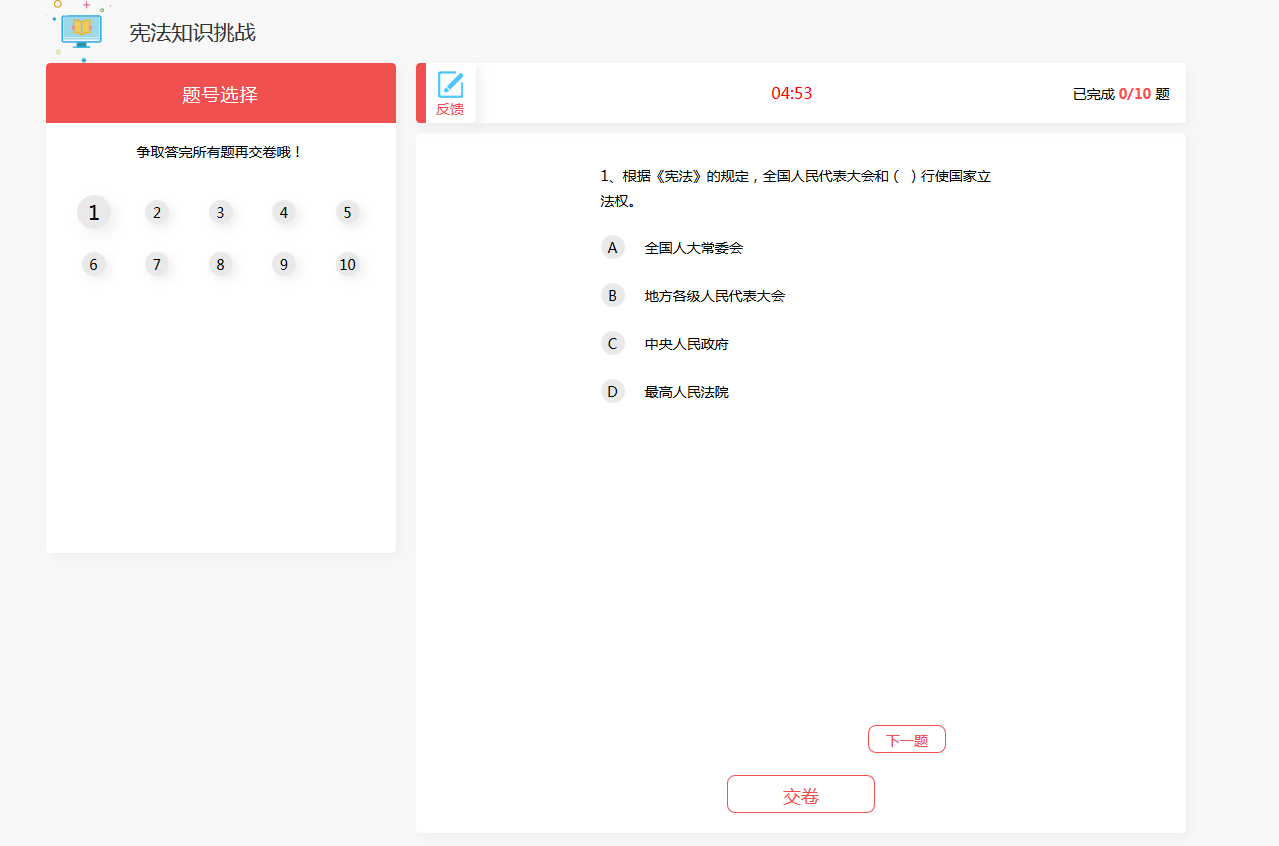 宪法知识挑战
题号选择
争取答完所有题再交卷哦！
1 2 3 4 5
6 7 8 9 10
反馈
04:53
已完成 0/10 题
1、根据《宪法》的规定，全国人民代表大会和（ ）行使国家立
法权。
A 全国人大常委会
B 地方各级人民代表大会
C 中央人民政府
D 最高人民法院
下一题
交卷